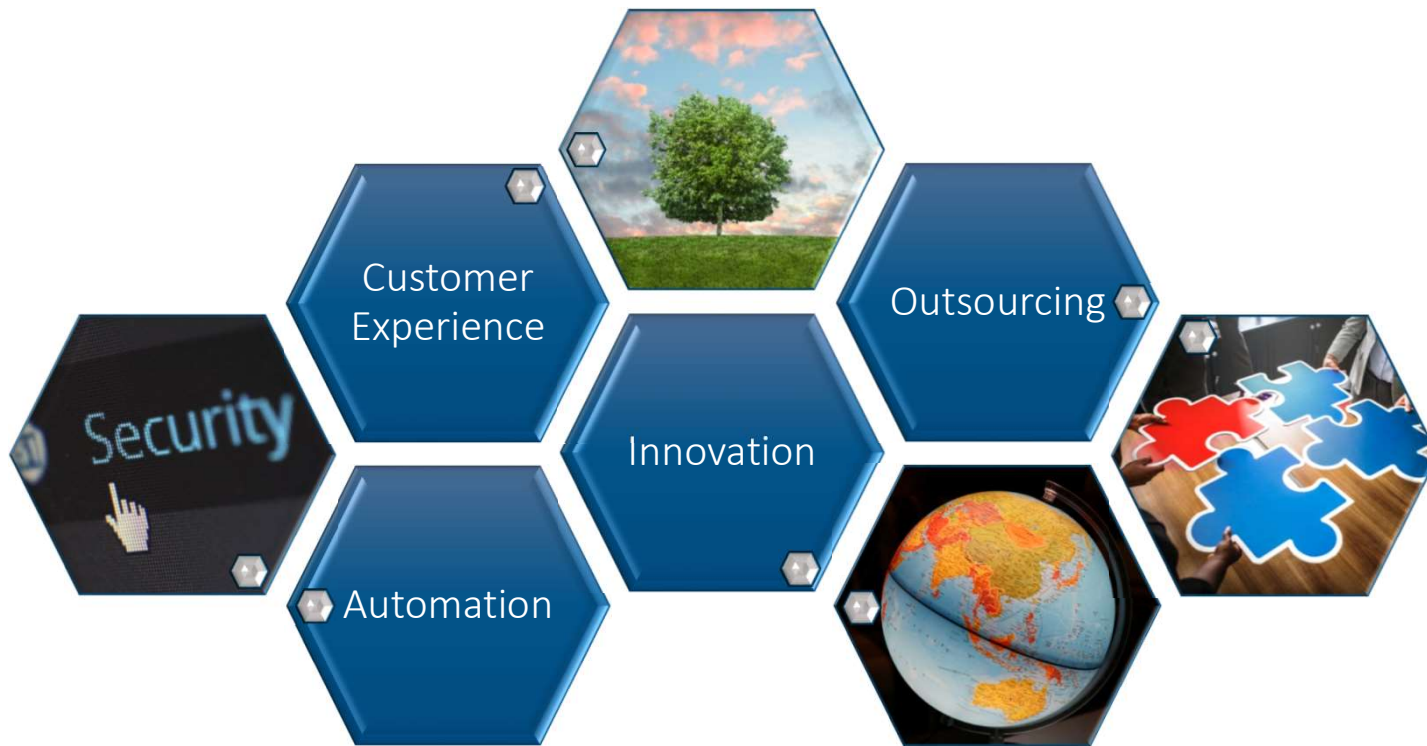 Customer
Experience
Outsourcing
Security
Innovation
Automation